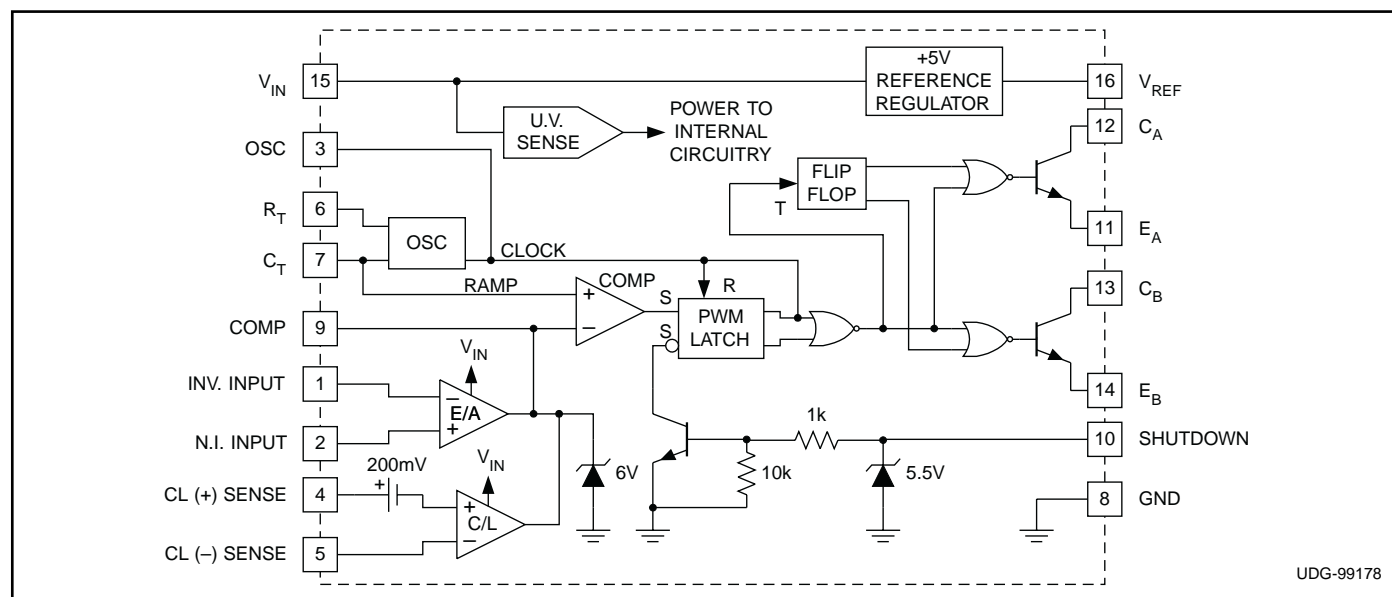 V_IN
15
+5V
REFERENCE
REGULATOR
16
V_REF
U.V.
SENSE
POWER TO
INTERNAL
CIRCUITRY
12
C_A
OSC
3
FLIP
FLOP
T
R_T
6
11
E_A
OSC
CLOCK
C_T
7
RAMP
COMP
+
–
S
R
PWM
LATCH
S
13
C_B
COMP
9
V_IN
INV. INPUT
1
–
E/A
+
14
E_B
N.I. INPUT
2
1k
10
SHUTDOWN
200mV
+
V_IN
6V
10k
5.5V
CL (+) SENSE
4
+
C/L
–
8
GND
CL (–) SENSE
5
UDG-99178